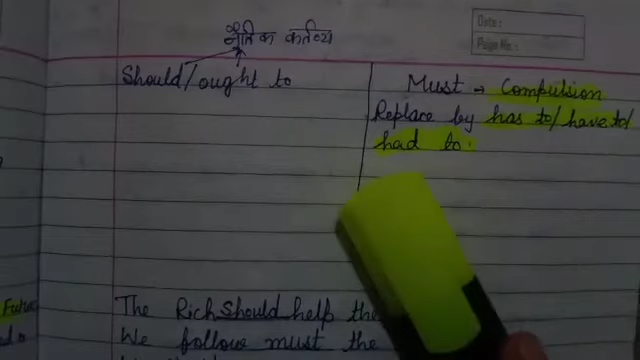 नैतिक कर्तव्य
Date:
Page No.:
Should/ought to
Must → Compulsion
Replace by has to/have to/
had to.
Future
The Rich should help the
We follow must the